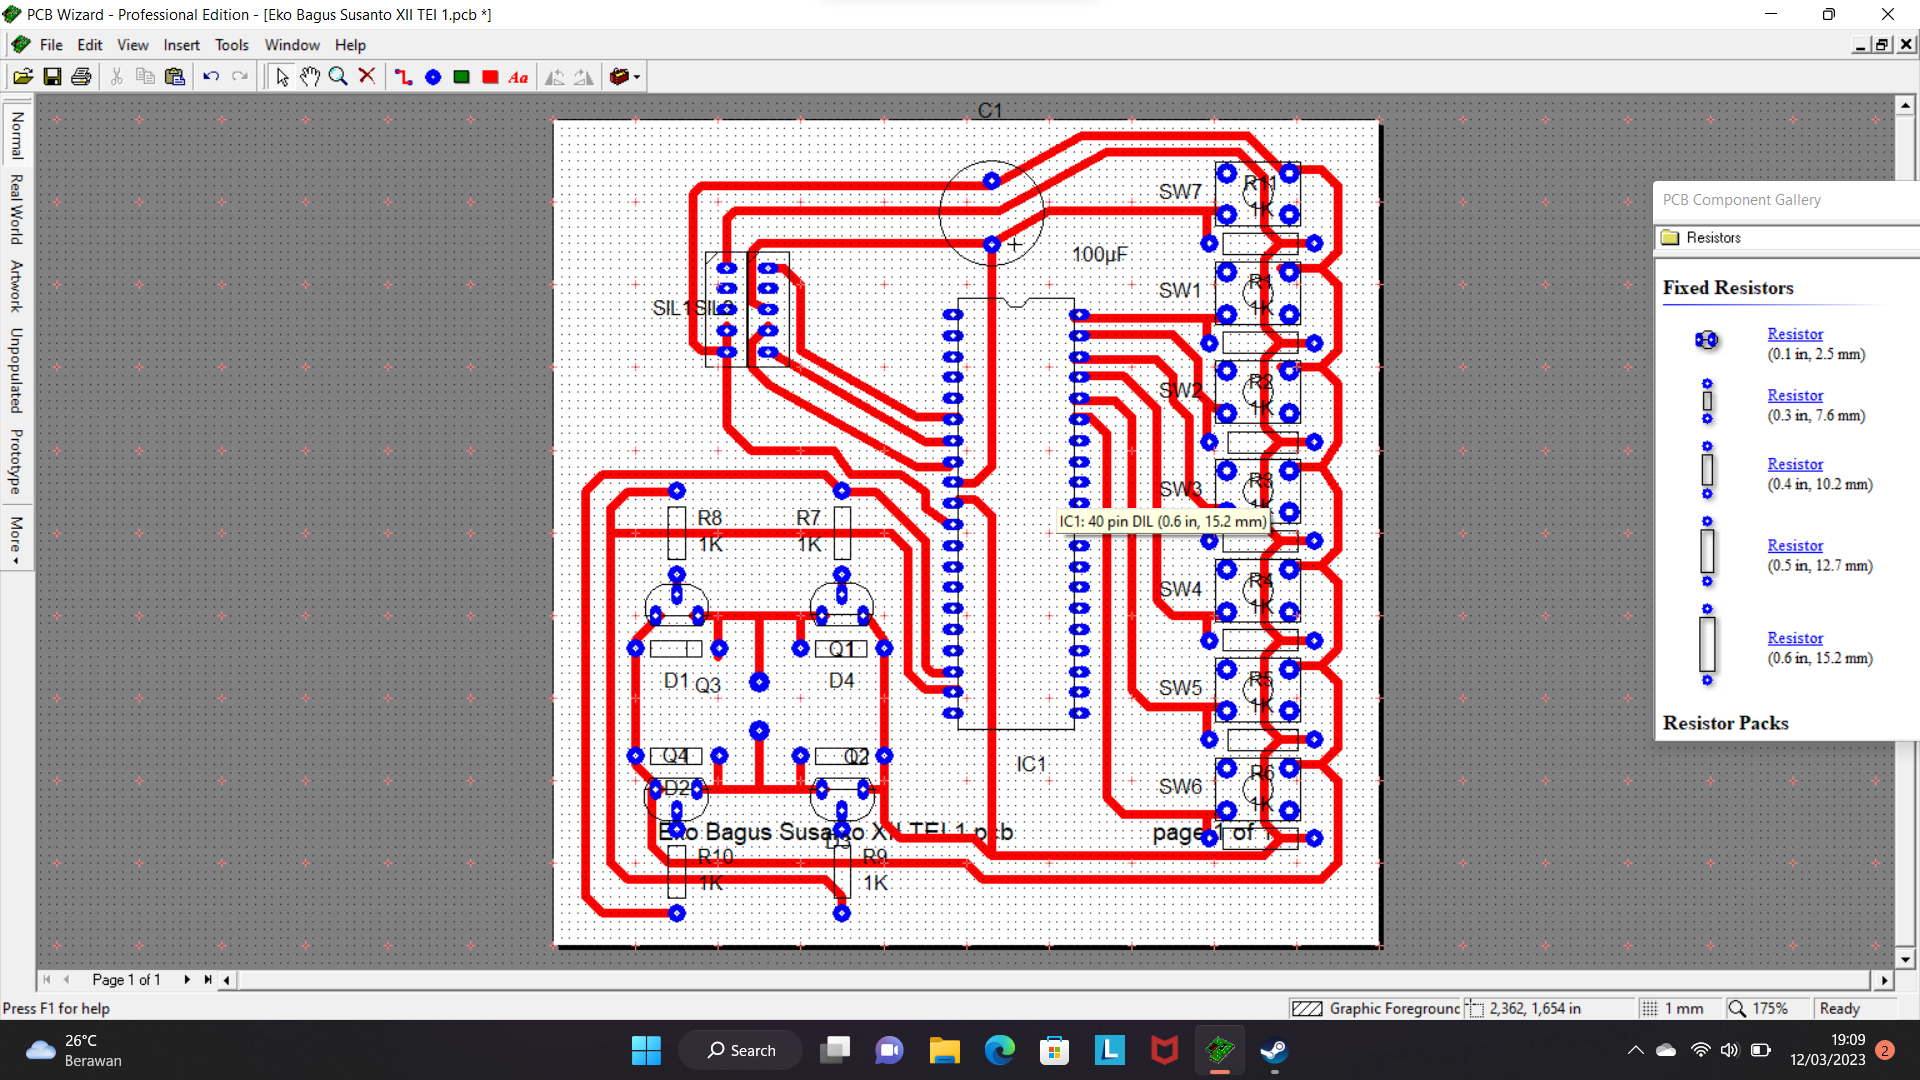 PCB Wizard - Professional Edition - [Eko Bagus Susanto XII TEI 1.pcb *]
File Edit View Insert Tools Window Help
Aa
Normal
Real World
Artwork
Unpopulated
Prototype
More
C1
SW7
R11
1K
100µF
SW1
R1
1K
SIL1SIL2
SW2
R2
1K
SW3
R3
IC1: 40 pin DIL (0.6 in, 15.2 mm)
R8
1K
R7
1K
SW4
R4
1K
D1
Q3
Q1
D4
SW5
R5
1K
Q4
D2
Q2
IC1
SW6
R6
1K
Eko Bagus Susanto XII TEI 1.pcb
page 1 of 1
D3
R10
1K
R9
1K
PCB Component Gallery
Resistors
Fixed Resistors
Resistor
(0.1 in, 2.5 mm)
Resistor
(0.3 in, 7.6 mm)
Resistor
(0.4 in, 10.2 mm)
Resistor
(0.5 in, 12.7 mm)
Resistor
(0.6 in, 15.2 mm)
Resistor Packs
Page 1 of 1
Press F1 for help
Graphic Foregrounc
2,362, 1,654 in
1 mm
175%
Ready
26°C
Berawan
Search
L
19:09
12/03/2023
2